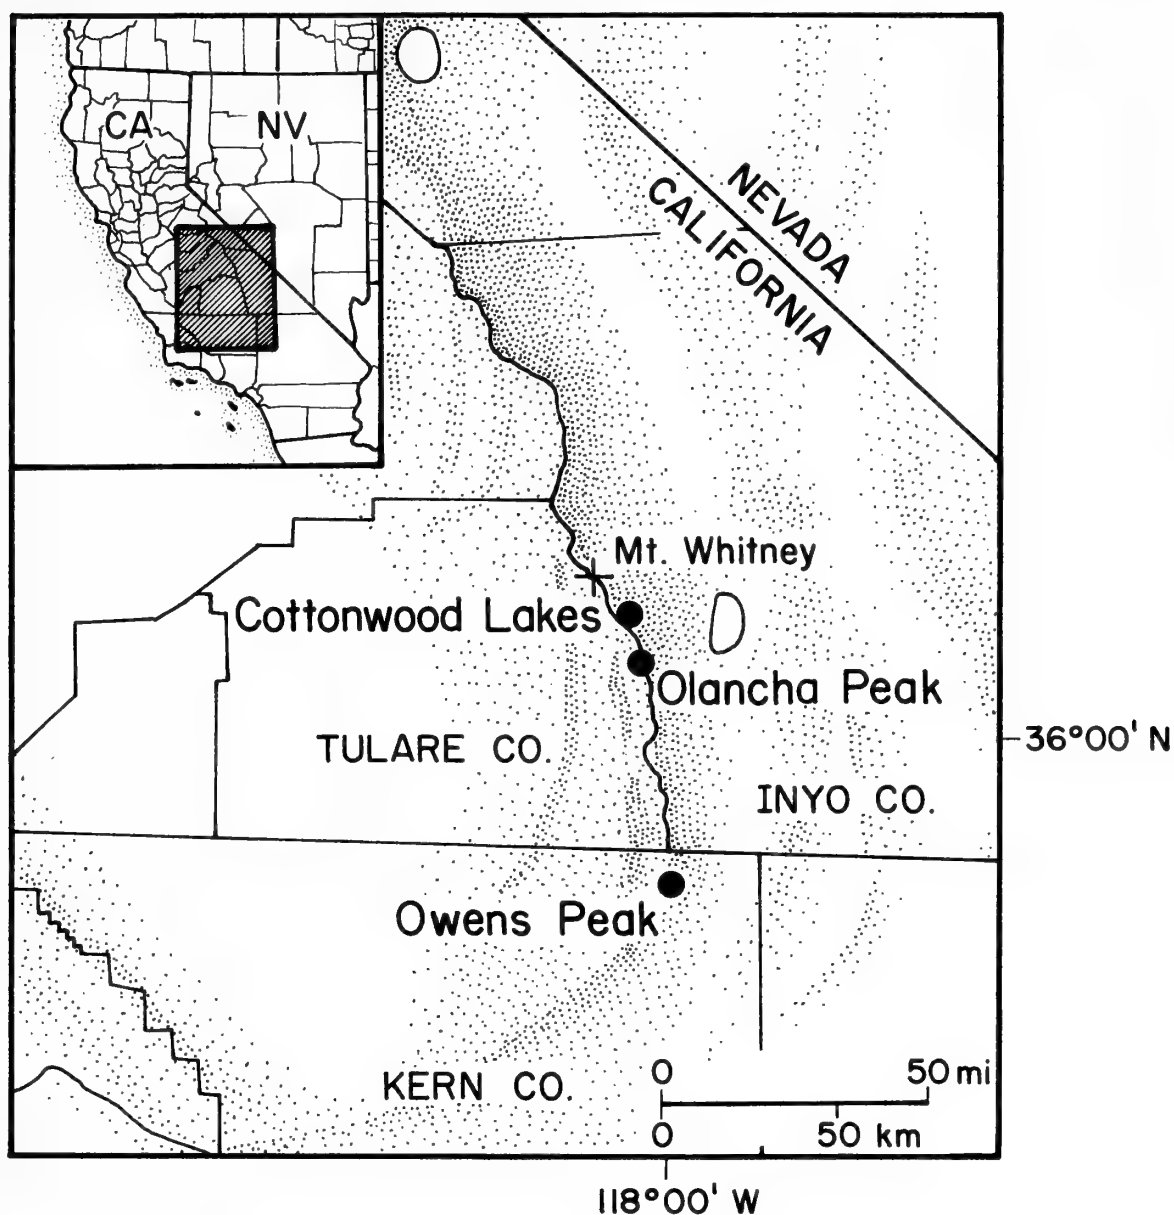 CA
NV
NEVADA
CALIFORNIA
Mt. Whitney
Cottonwood Lakes
Olancha Peak
36°00' N
TULARE CO.
INYO CO.
Owens Peak
KERN CO.
0 50 mi
0 50 km
118°00' W